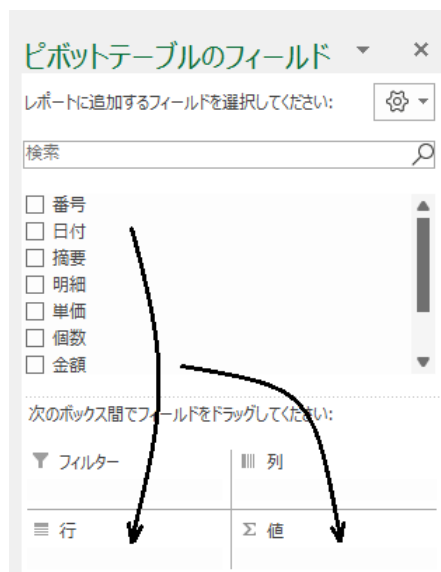 ピボットテーブルのフィールド
レポートに追加するフィールドを選択してください:
検索
番号
日付
摘要
明細
単価
個数
金額
次のボックス間でフィールドをドラッグしてください:
フィルター
列
行
Σ 値